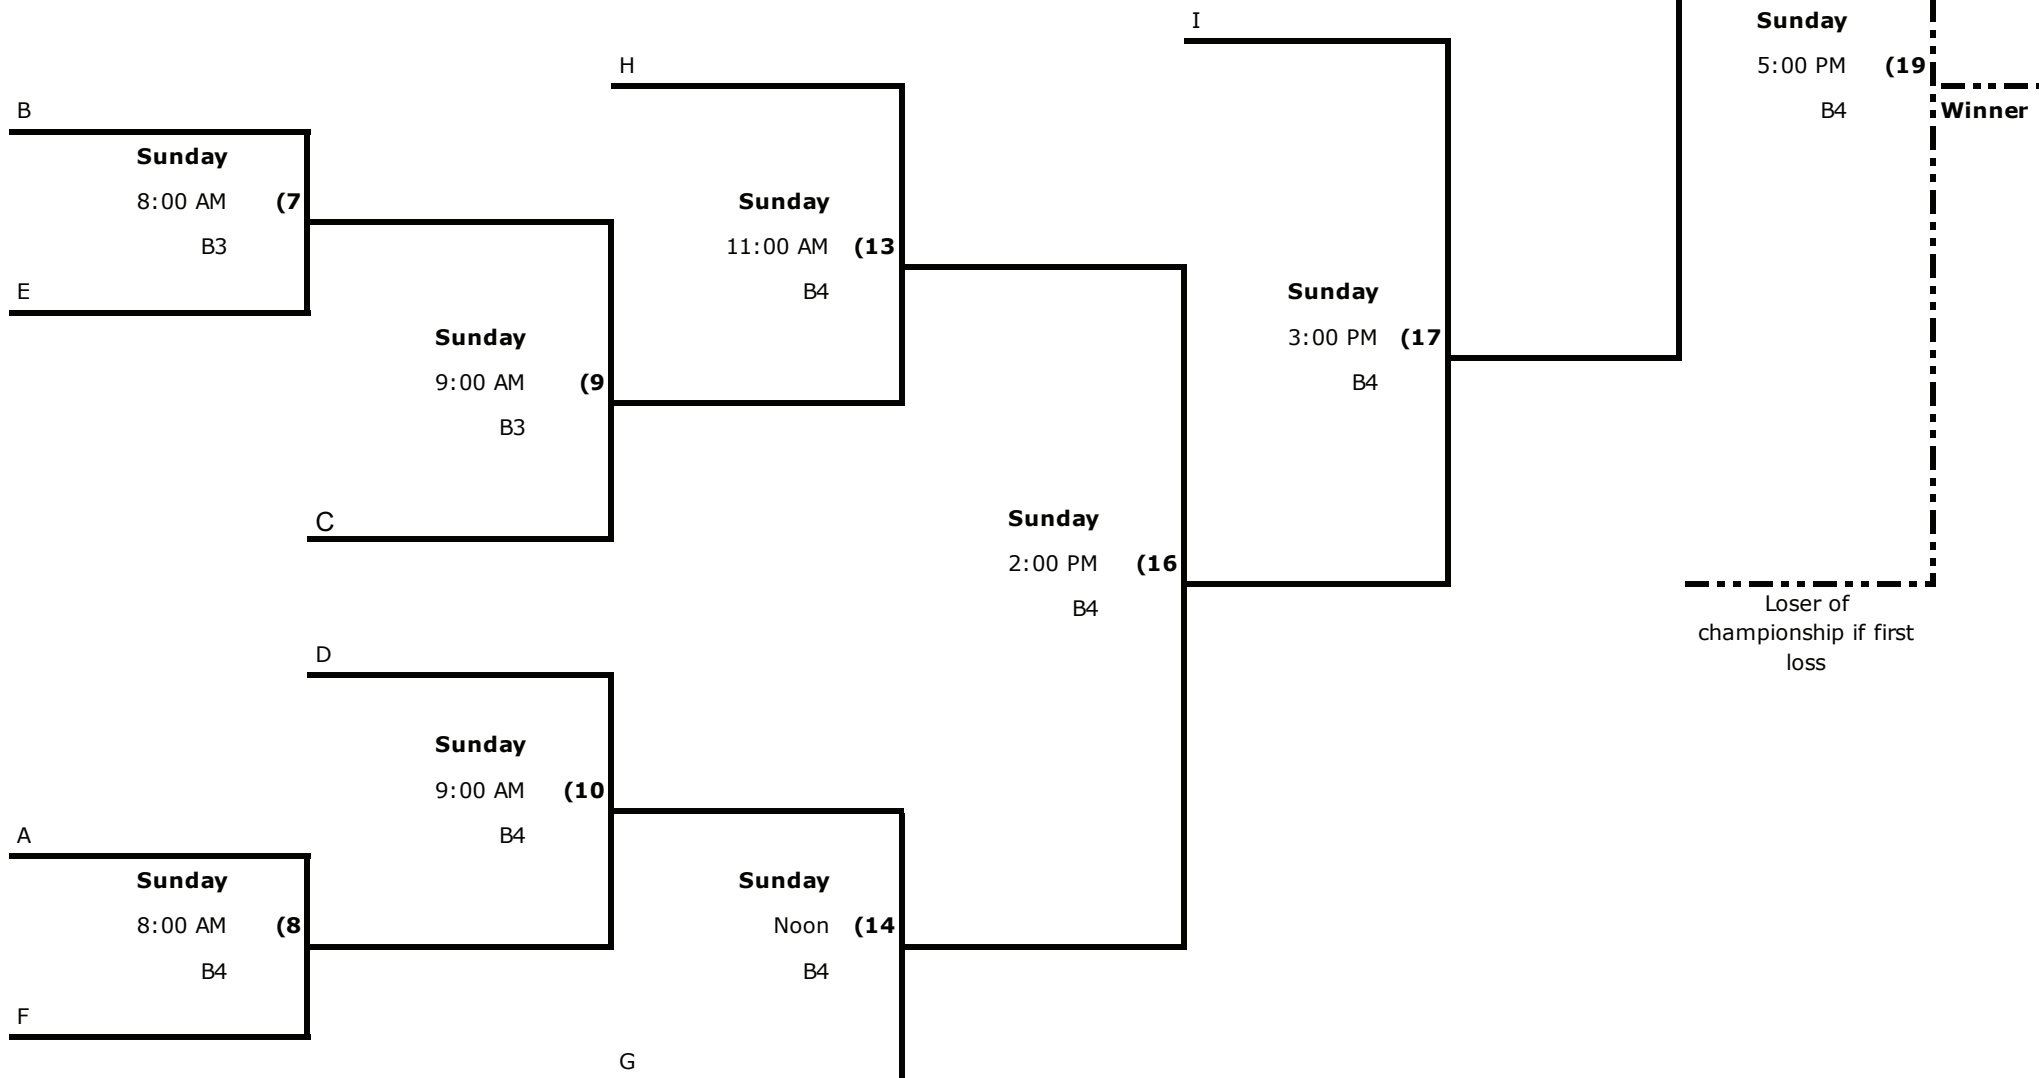 I
Sunday
H
5:00 PM (19
B
B4
Winner
Sunday
8:00 AM (7
Sunday
B3
11:00 AM (13
E
B4
Sunday
Sunday
3:00 PM (17
9:00 AM (9
B4
B3
C
Sunday
2:00 PM (16
B4
Loser of
championship if first
loss
D
Sunday
9:00 AM (10
A
B4
Sunday
Sunday
8:00 AM (8
Noon (14
B4
B4
F
G